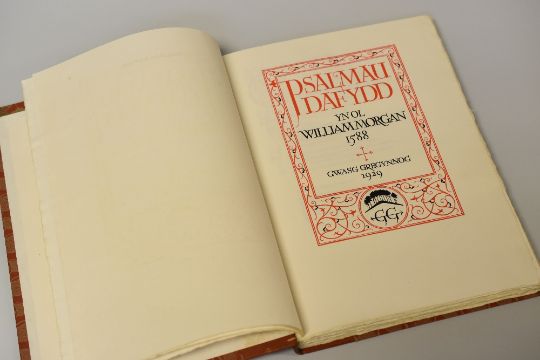 PSALMAU
DAFYDD
YN OL
WILLIAM MORGAN
1588
GWASG GREGYNOG
1929
GG